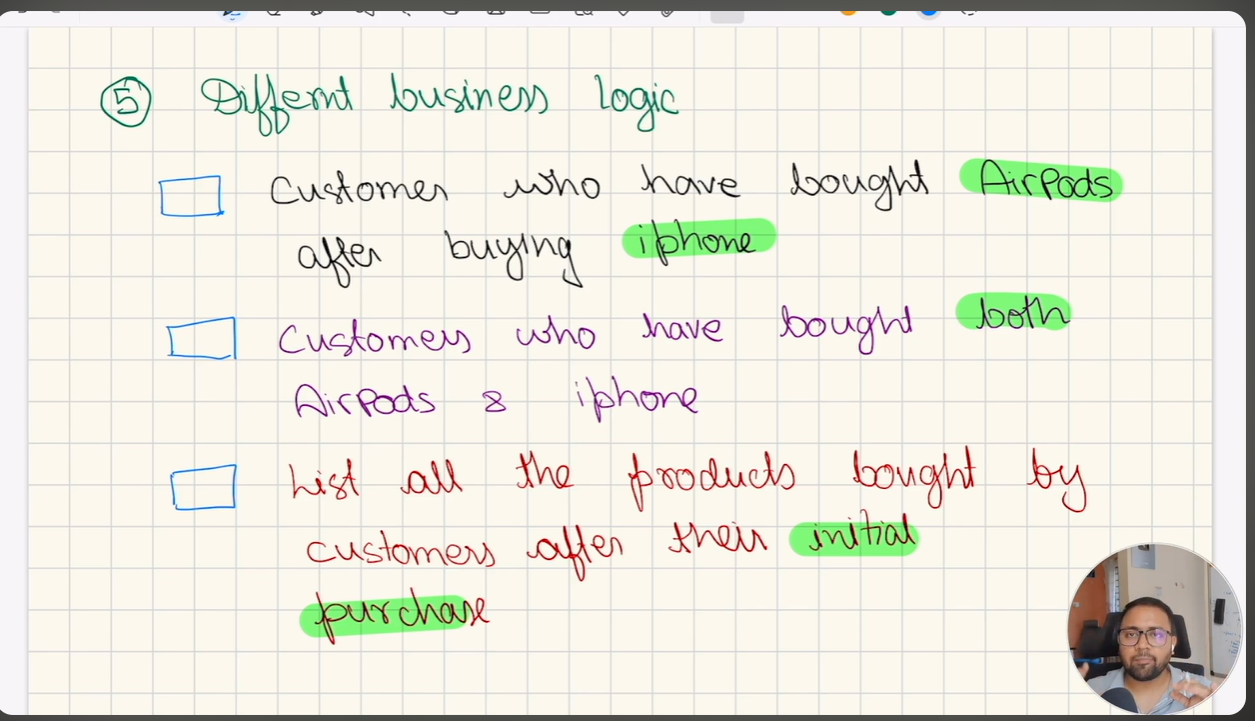 5 Differnt business logic
Customer who have bought AirPods
after buying iphone
Customers who have bought both
AirPods & iphone
List all the products bought by
customers after their initial
purchase